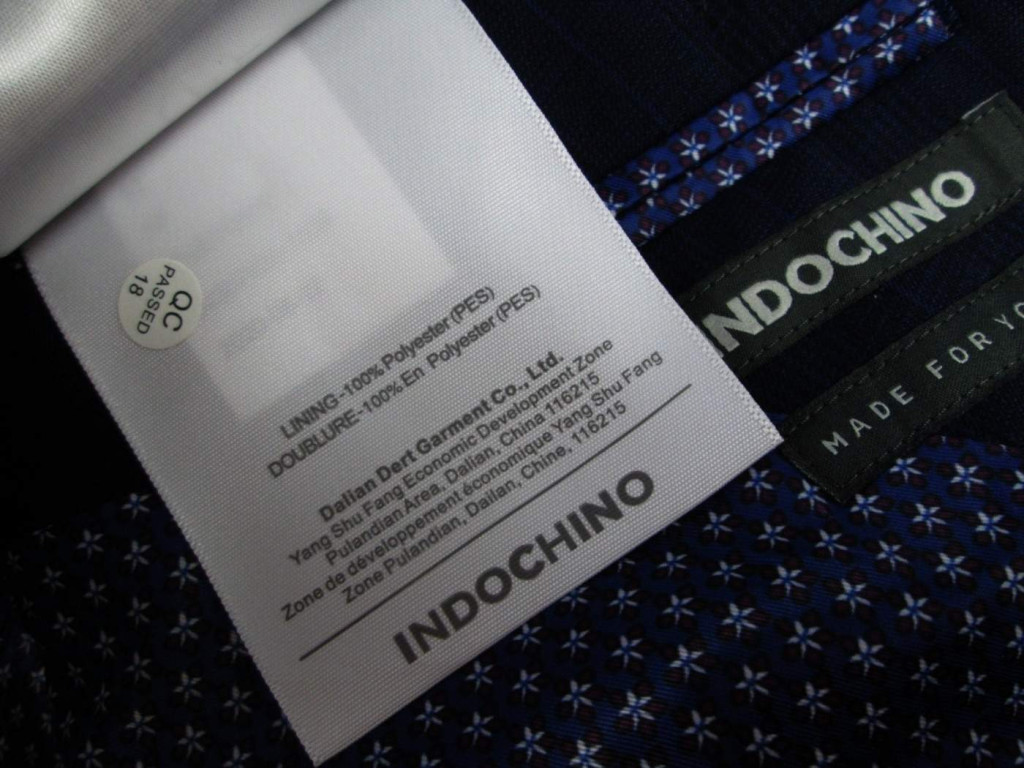 QC
PASSED
18
LINING-100% Polyester (PES)
DOUBLURE-100% En Polyester (PES)
Dalian Dert Garment Co., Ltd.
Yang Shu Fang Economic Development Zone
Pulandian Area, Dalian, China 116215
Zone de développement économique Yang Shu Fang
Zone Pulandian, Dailan, Chine, 116215
INDOCHINO
INDOCHINO
MADE FOR YO